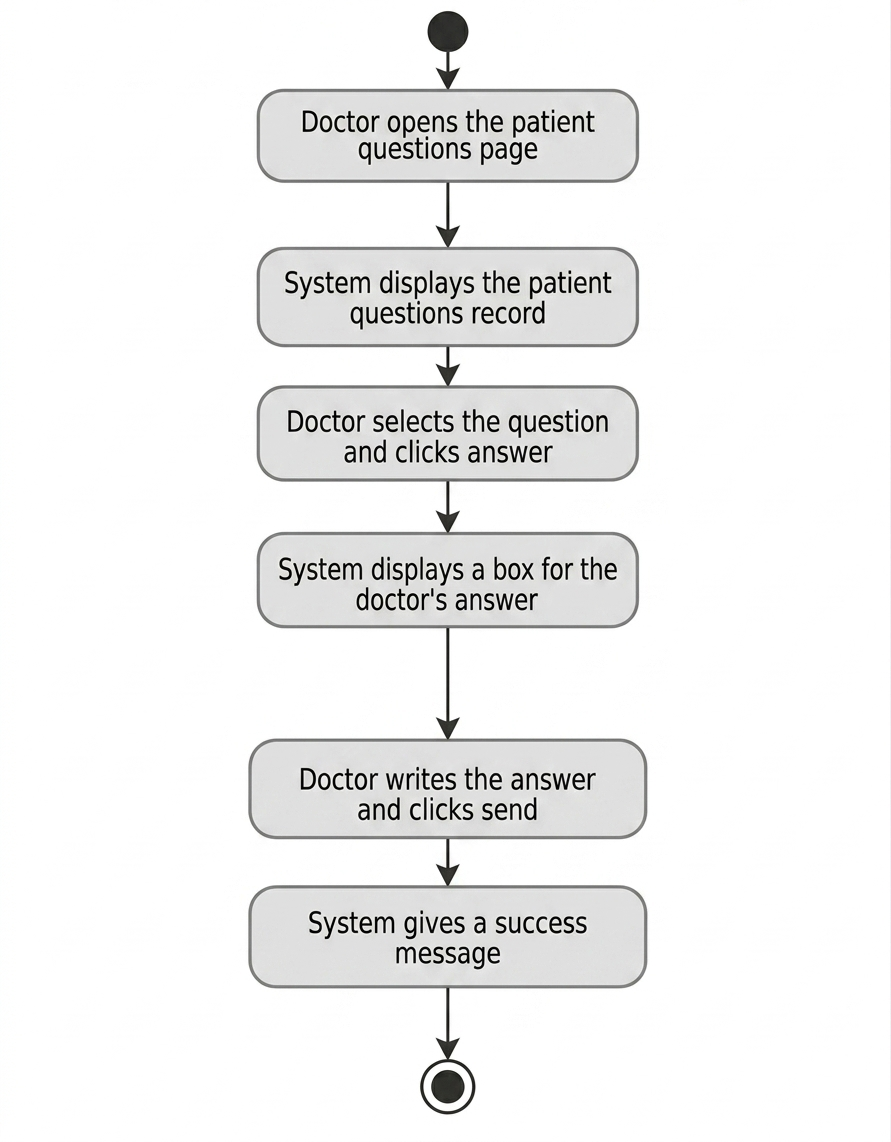 Doctor opens the patient
questions page
System displays the patient
questions record
Doctor selects the question
and clicks answer
System displays a box for the
doctor's answer
Doctor writes the answer
and clicks send
System gives a success
message